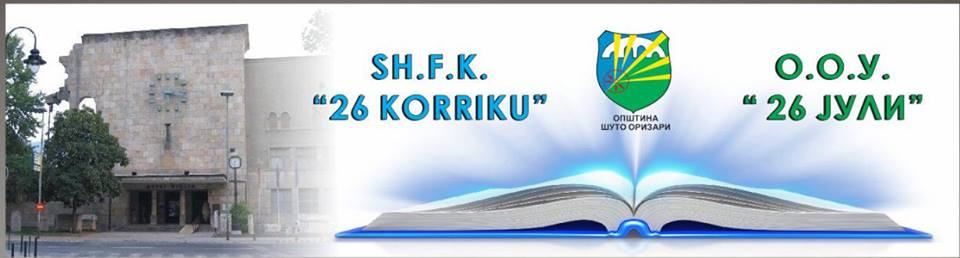 SH.F.K.
“26 KORRIKU”
ОПШТИНА
ШУТО ОРИЗАРИ
О.О.У.
“ 26 ЈУЛИ”